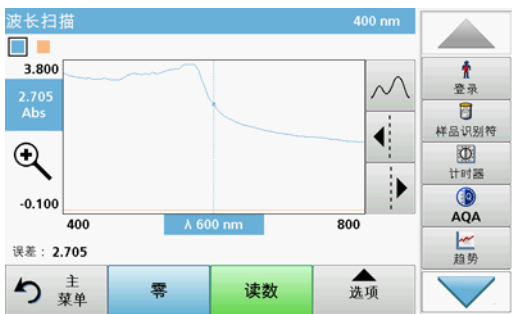 波长扫描 400 nm
3.800
2.705
Abs
-0.100
400 λ 600 nm 800
误差： 2.705
主
菜单
零
读数
选项
登录
样品识别符
计时器
AQA
趋势